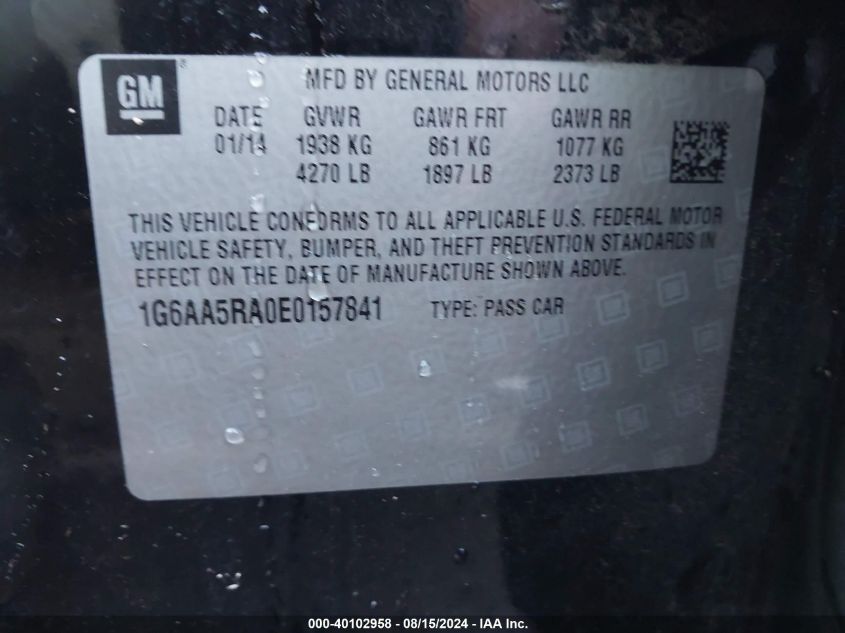 GM ®
MFD BY GENERAL MOTORS LLC
DATE GVWR GAWR FRT GAWR RR
01/14 1938 KG 861 KG 1077 KG
4270 LB 1897 LB 2373 LB
THIS VEHICLE CONFORMS TO ALL APPLICABLE U.S. FEDERAL MOTOR
VEHICLE SAFETY, BUMPER, AND THEFT PREVENTION STANDARDS IN
EFFECT ON THE DATE OF MANUFACTURE SHOWN ABOVE.
1G6AA5RA0E0157841 TYPE: PASS CAR
000-40102958 - 08/15/2024 - IAA Inc.